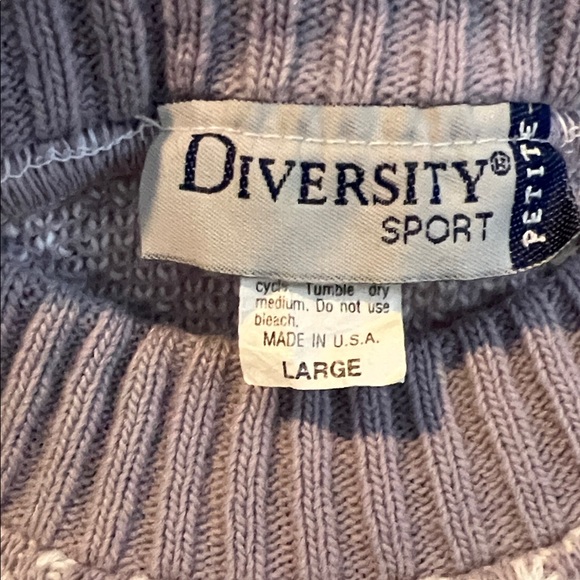 DIVERSITY®
SPORT
PETITE
cycle. Tumble dry
medium. Do not use
bleach.
MADE IN U.S.A.
LARGE